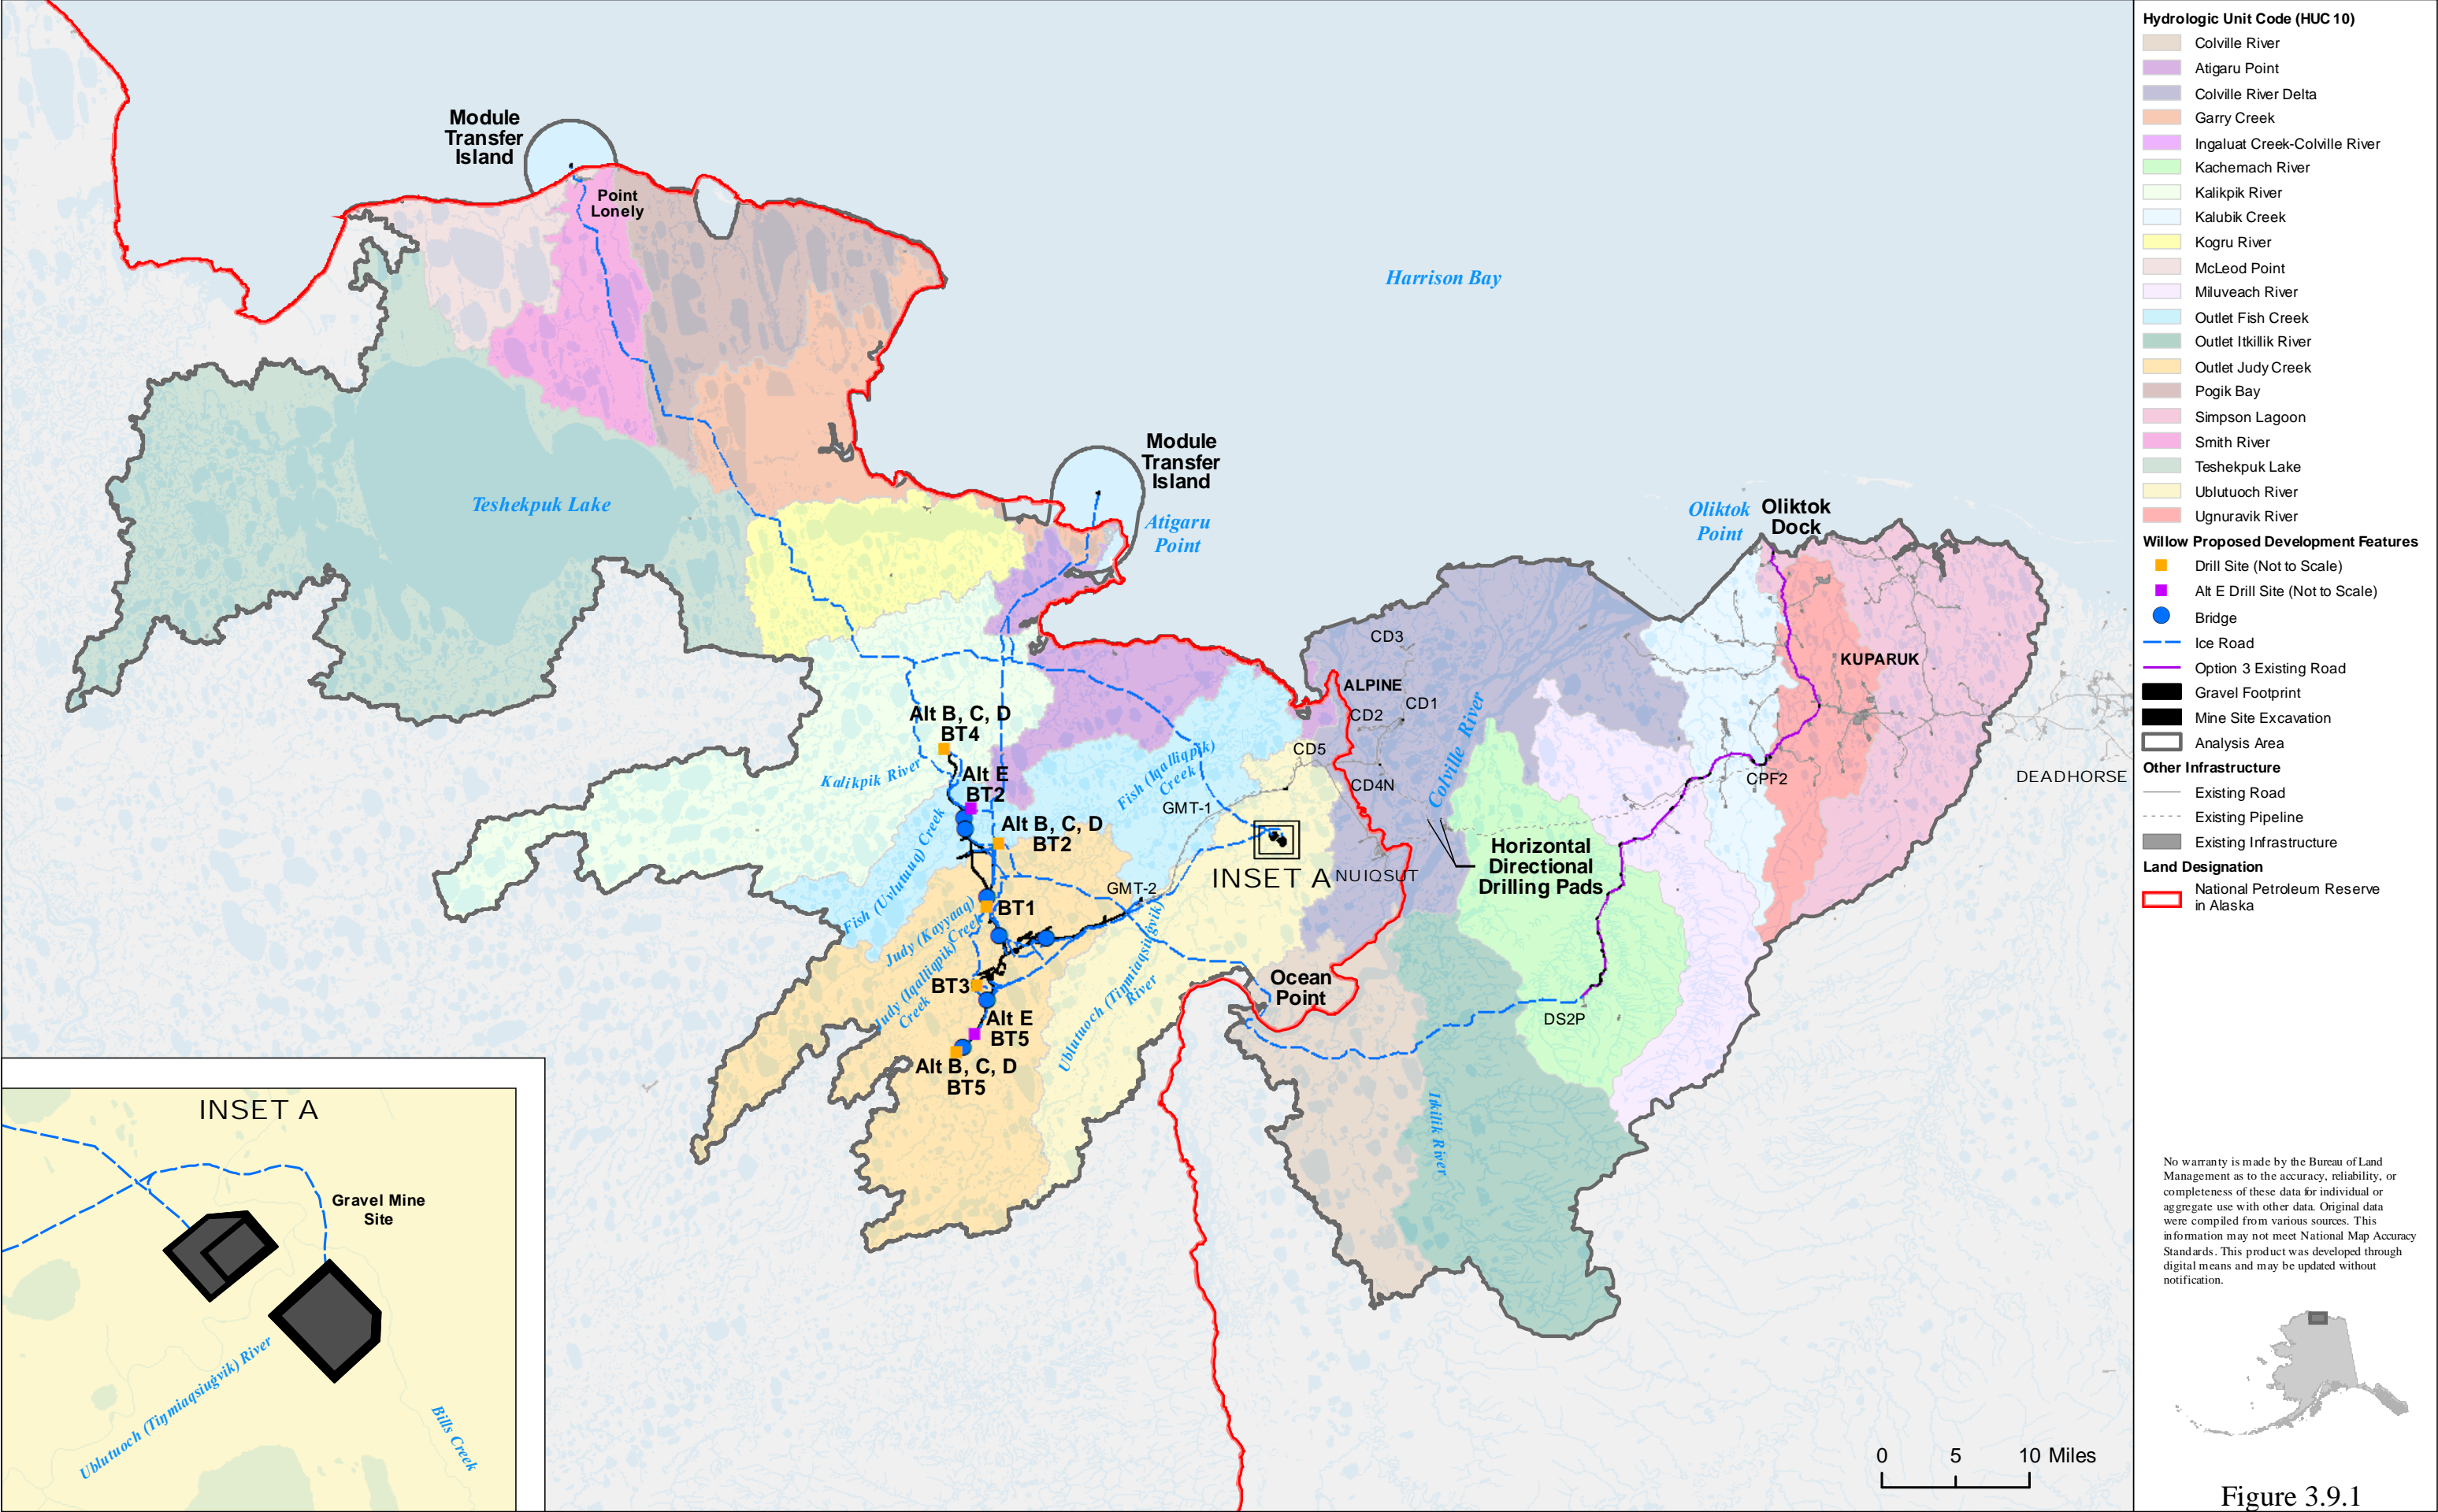 Module
Transfer
Island
Point
Lonely
Harrison Bay
Teshekpuk Lake
Module
Transfer
Island
Atigaru
Point
Oliktok
Point
Oliktok
Dock
KUPARUK
CD3
ALPINE
CD1
CD2
CD5
CD4N
Colville River
CPF2
DEADHORSE
Alt B, C, D
BT4
Kalikpik River
Alt E
BT2
Fish (Iqalliqpik)
Creek
GMT-1
Alt B, C, D
BT2
Fish (Uvlutuuq) Creek
INSET A
NUIQSUT
Horizontal
Directional
Drilling Pads
GMT-2
BT1
Judy (Kayyaaq)
Creek
Judy (Iqalliqpik)
Creek
BT3
Ublutuoch (Tiŋmiaqsiuġvik)
River
Ocean
Point
DS2P
Alt E
BT5
Alt B, C, D
BT5
Itkillik River
INSET A
Gravel Mine
Site
Ublutuoch (Tiŋmiaqsiuġvik) River
Bills Creek
0 5 10 Miles
Hydrologic Unit Code (HUC 10)
Colville River
Atigaru Point
Colville River Delta
Garry Creek
Ingaluat Creek-Colville River
Kachemach River
Kalikpik River
Kalubik Creek
Kogru River
McLeod Point
Miluveach River
Outlet Fish Creek
Outlet Itkillik River
Outlet Judy Creek
Pogik Bay
Simpson Lagoon
Smith River
Teshekpuk Lake
Ublutuoch River
Ugnuravik River
Willow Proposed Development Features
Drill Site (Not to Scale)
Alt E Drill Site (Not to Scale)
Bridge
Ice Road
Option 3 Existing Road
Gravel Footprint
Mine Site Excavation
Analysis Area
Other Infrastructure
Existing Road
Existing Pipeline
Existing Infrastructure
Land Designation
National Petroleum Reserve
in Alaska
No warranty is made by the Bureau of Land
Management as to the accuracy, reliability, or
completeness of these data for individual or
aggregate use with other data. Original data
were compiled from various sources. This
information may not meet National Map Accuracy
Standards. This product was developed through
digital means and may be updated without
notification.
Figure 3.9.1